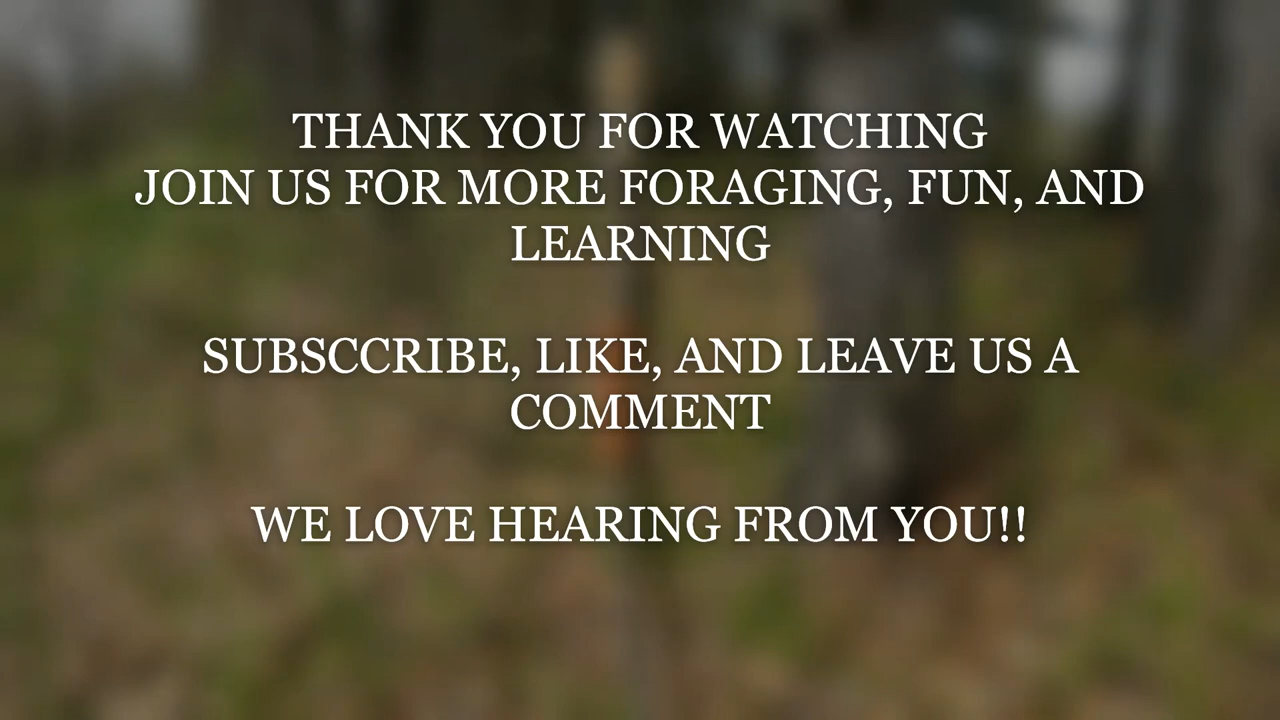 THANK YOU FOR WATCHING
JOIN US FOR MORE FORAGING, FUN, AND
LEARNING
SUBSCCRIBE, LIKE, AND LEAVE US A
COMMENT
WE LOVE HEARING FROM YOU!!